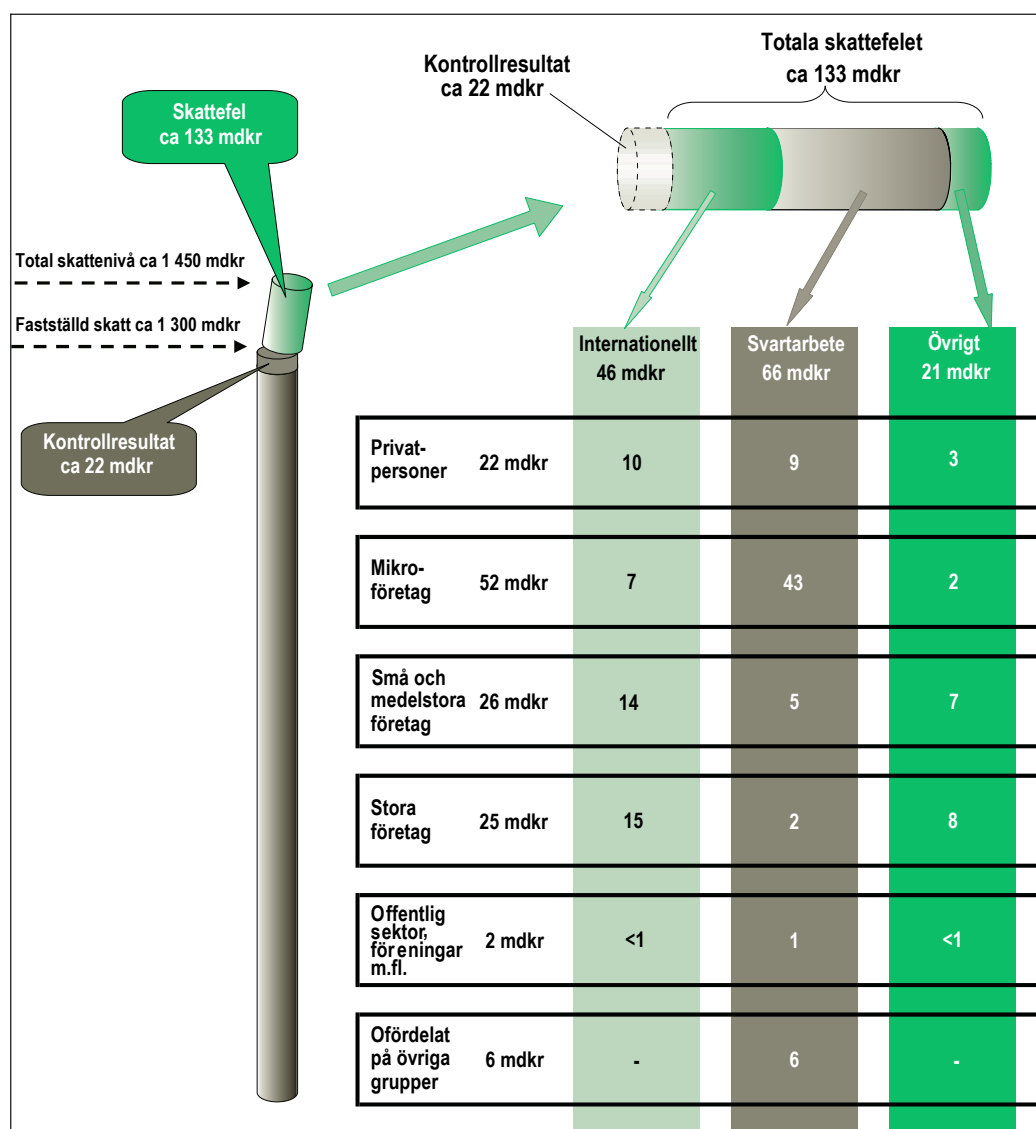 Totala skattefelet
ca 133 mdkr
Kontrollresultat
ca 22 mdkr
Skattefel
ca 133 mdkr
Total skattenivå ca 1 450 mdkr
Fastställd skatt ca 1 300 mdkr
Kontrollresultat
ca 22 mdkr
Internationellt
46 mdkr
Svartarbete
66 mdkr
Övrigt
21 mdkr
Privat-
personer
22 mdkr
10
9
3
Mikro-
företag
52 mdkr
7
43
2
Små och
medelstora
företag
26 mdkr
14
5
7
Stora
företag
25 mdkr
15
2
8
Offentlig
sektor,
föreningar
m.fl.
2 mdkr
<1
1
<1
Ofördelat
på övriga
grupper
6 mdkr
-
6
-